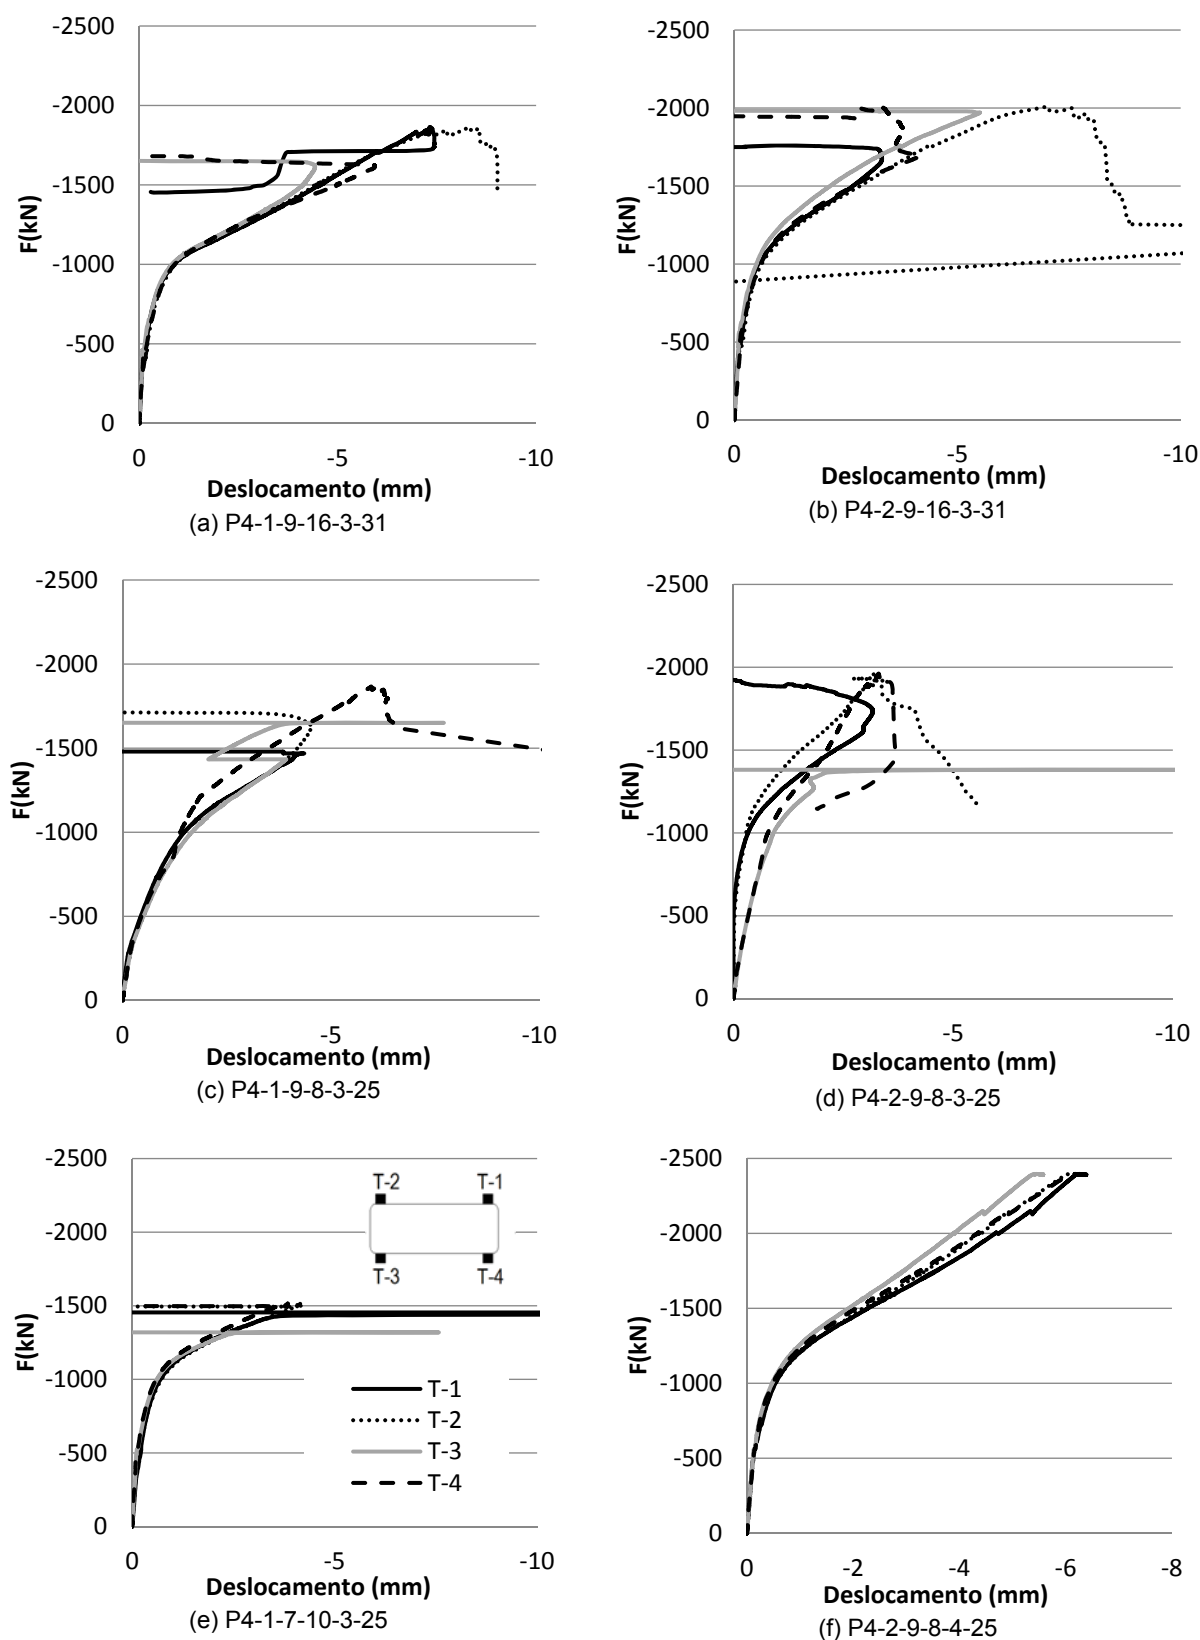 -2500
-2000
-1500
-1000
-500
0
F(kN)
0 -5 -10
Deslocamento (mm)
(a) P4-1-9-16-3-31
-2500
-2000
-1500
-1000
-500
0
F(kN)
0 -5 -10
Deslocamento (mm)
(b) P4-2-9-16-3-31
-2500
-2000
-1500
-1000
-500
0
F(kN)
0 -5 -10
Deslocamento (mm)
(c) P4-1-9-8-3-25
-2500
-2000
-1500
-1000
-500
0
F(kN)
0 -5 -10
Deslocamento (mm)
(d) P4-2-9-8-3-25
-2500
-2000
-1500
-1000
-500
0
F(kN)
T-2 T-1
T-3 T-4
T-1
T-2
T-3
T-4
0 -5 -10
Deslocamento (mm)
(e) P4-1-7-10-3-25
-2500
-2000
-1500
-1000
-500
0
F(kN)
0 -2 -4 -6 -8
Deslocamento (mm)
(f) P4-2-9-8-4-25